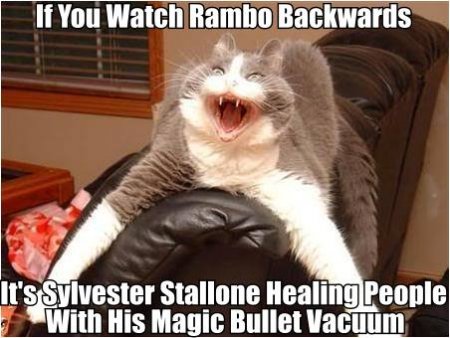 If You Watch Rambo Backwards
It's Sylvester Stallone Healing People
With His Magic Bullet Vacuum